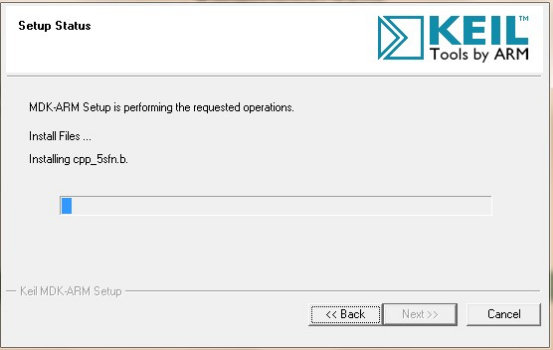 Setup Status
KEIL™
Tools by ARM
MDK-ARM Setup is performing the requested operations.
Install Files ...
Installing cpp_5sfn.b.
Keil MDK-ARM Setup
<< Back
Next >>
Cancel